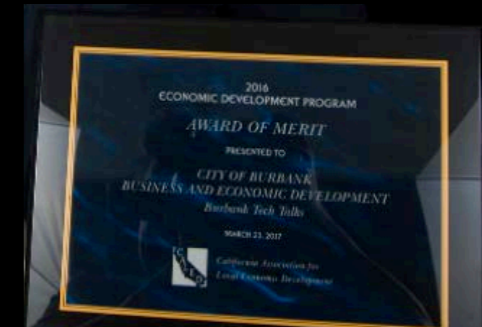 2016
ECONOMIC DEVELOPMENT PROGRAM
AWARD OF MERIT
PRESENTED TO
CITY OF BURBANK
BUSINESS AND ECONOMIC DEVELOPMENT
Burbank Tech Talks
MARCH 23, 2017
CALED
California Association for
Local Economic Development